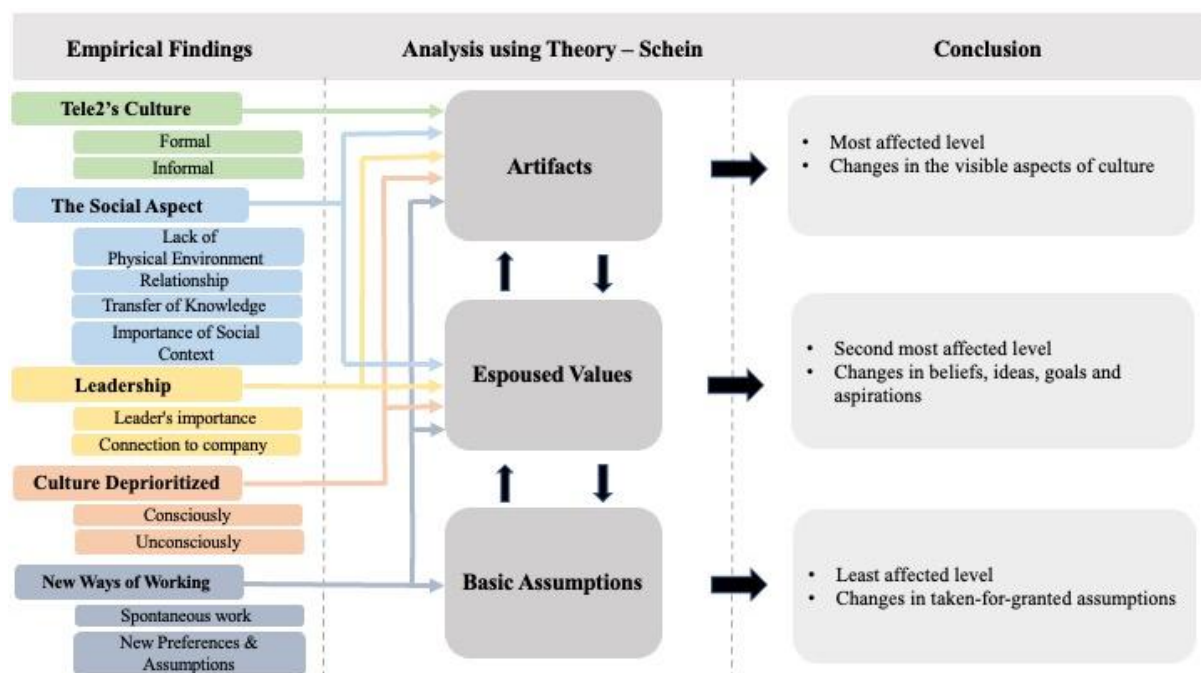 Empirical Findings
Analysis using Theory – Schein
Conclusion
Tele2's Culture
Formal
Informal
The Social Aspect
Lack of
Physical Environment
Relationship
Transfer of Knowledge
Importance of Social
Context
Leadership
Leader's importance
Connection to company
Culture Deprioritized
Consciously
Unconsciously
New Ways of Working
Spontaneous work
New Preferences &
Assumptions
Artifacts
Espoused Values
Basic Assumptions
• Most affected level
• Changes in the visible aspects of culture
• Second most affected level
• Changes in beliefs, ideas, goals and
aspirations
• Least affected level
• Changes in taken-for-granted assumptions